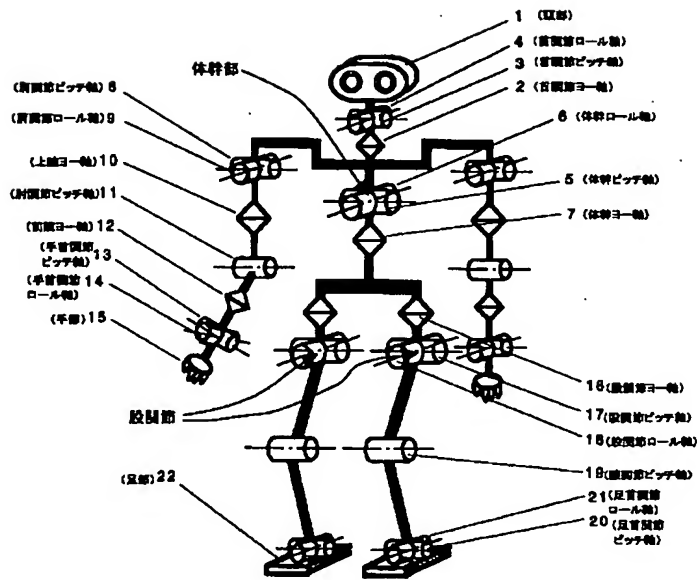 1 (頭部)
4 (首関節ロール軸)
3 (首関節ピッチ軸)
2 (首関節ヨー軸)
体幹部
6 (体幹ロール軸)
5 (体幹ピッチ軸)
7 (体幹ヨー軸)
(肩関節ピッチ軸) 8
(肩関節ロール軸) 9
(上腕ヨー軸) 10
(肘関節ピッチ軸) 11
(前腕ヨー軸) 12
(手首関節
ピッチ軸) 13
(手首関節
ロール軸) 14
(手部) 15
股関節
16 (股関節ヨー軸)
17 (股関節ピッチ軸)
18 (股関節ロール軸)
19 (膝関節ピッチ軸)
(足部) 22
21 (足首関節
ロール軸)
20 (足首関節
ピッチ軸)